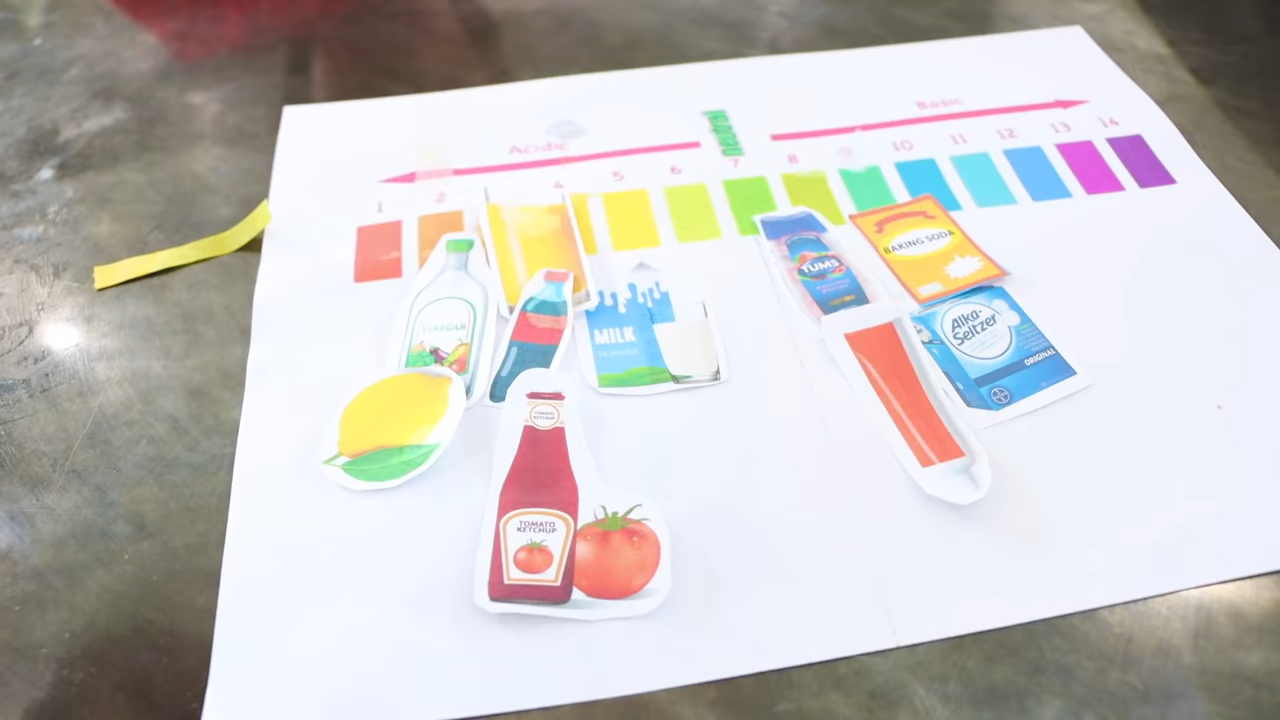 Acidic
Neutral
Basic
1 2 4 5 6 7 8 10 11 12 13 14
VINEGAR
MILK
TUMS
BAKING SODA
Alka-
Seltzer
ORIGINAL
TOMATO
KETCHUP
TOMATO
KETCHUP